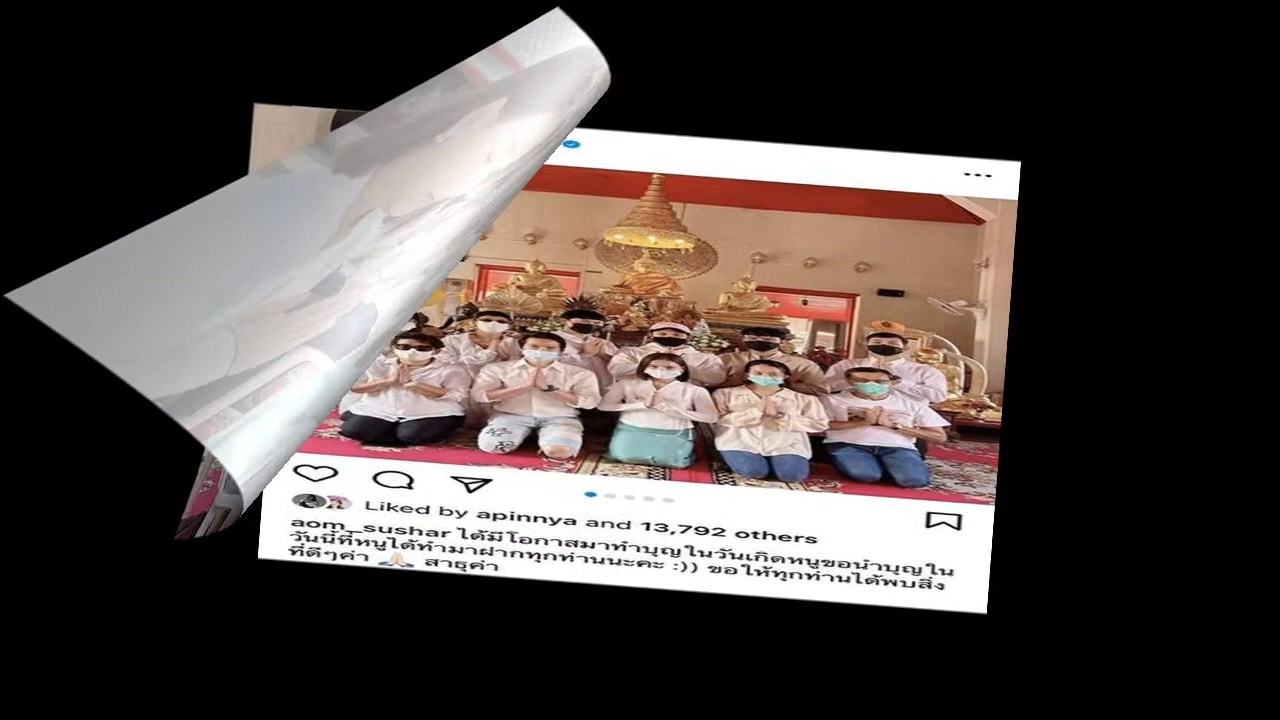 Liked by apinnya and 13,792 others
aom_sushar ได้มีโอกาสมาทำบุญในวันเกิดหนูขอนำบุญใน
วันนี้ที่หนูได้ทำมาฝากทุกท่านนะคะ :)) ขอให้ทุกท่านได้พบสิ่ง
ที่ดีๆค่า 🙏🏻 สาธุค่า